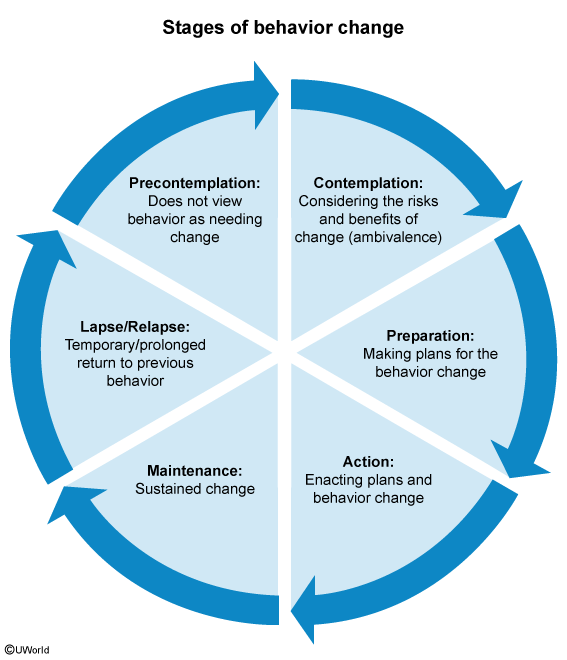 Stages of behavior change
Precontemplation:
Does not view
behavior as needing
change
Contemplation:
Considering the risks
and benefits of
change (ambivalence)
Preparation:
Making plans for the
behavior change
Action:
Enacting plans and
behavior change
Maintenance:
Sustained change
Lapse/Relapse:
Temporary/prolonged
return to previous
behavior
©UWorld